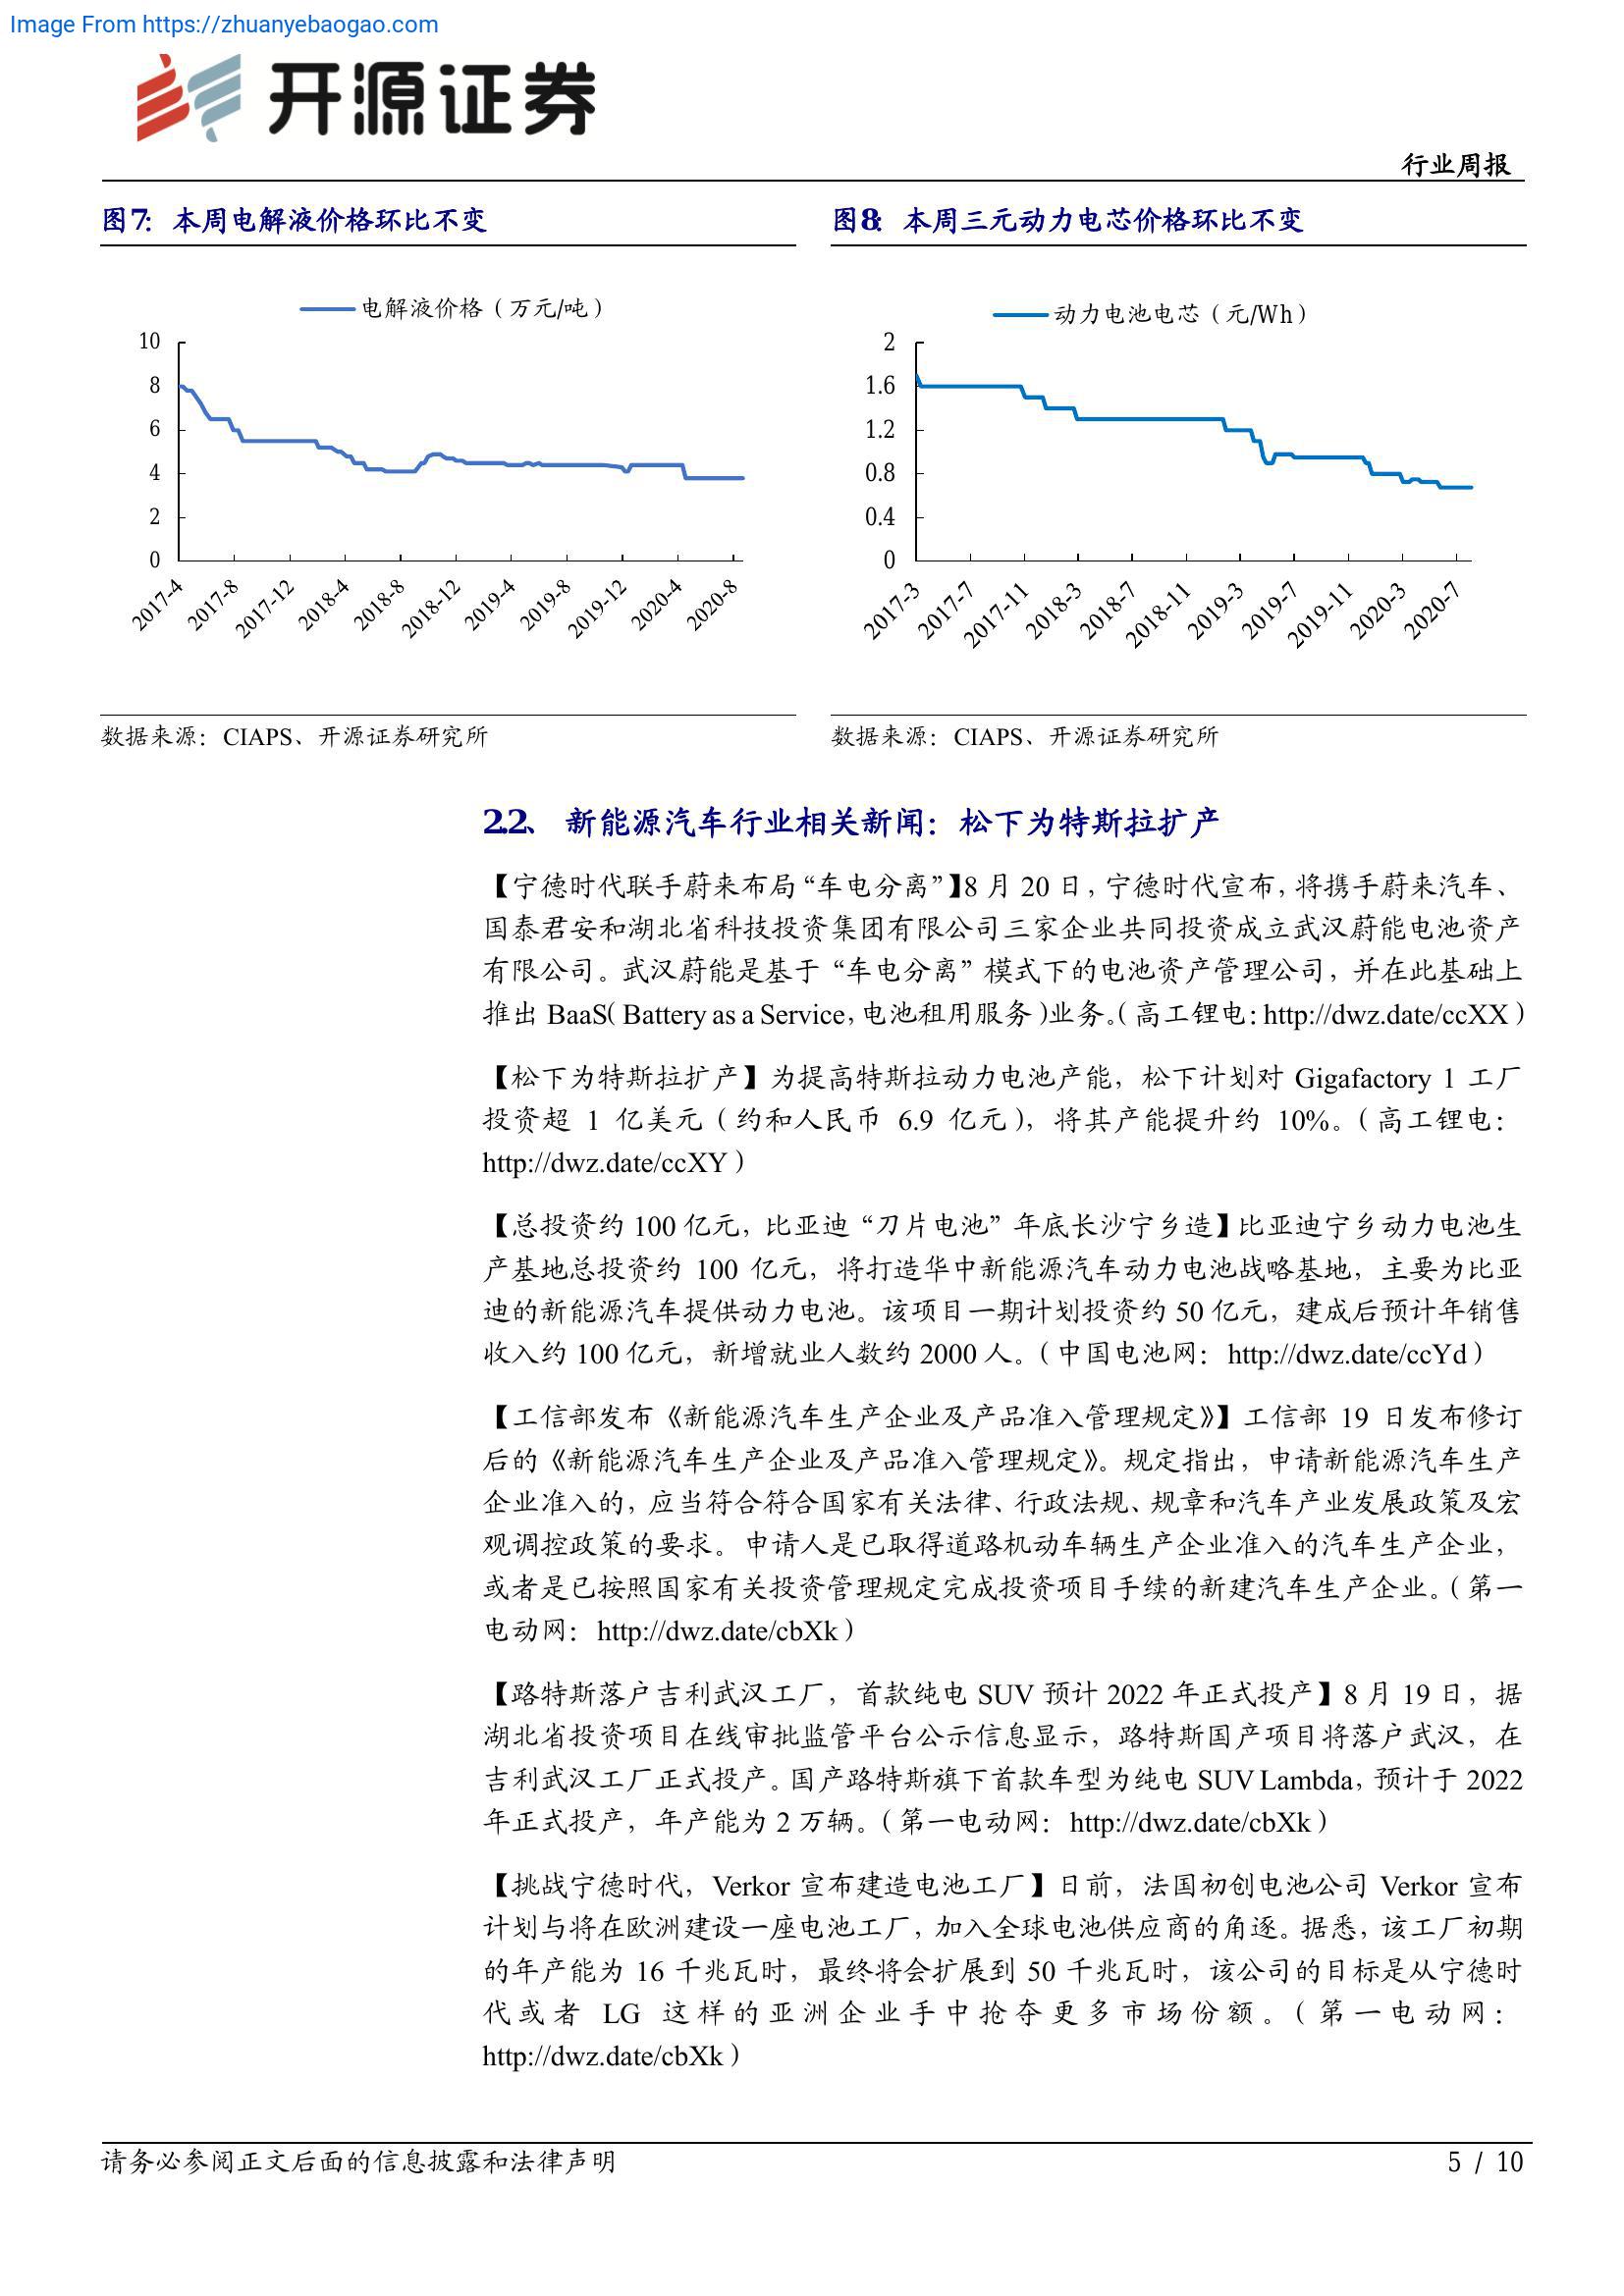 Image From https://zhuanyebaogao.com
开源证券
行业周报
图7：本周电解液价格环比不变
图8：本周三元动力电芯价格环比不变
电解液价格（万元/吨）
10
8
6
4
2
0
2017-4
2017-8
2017-12
2018-4
2018-8
2018-12
2019-4
2019-8
2019-12
2020-4
2020-8
动力电池电芯（元/Wh）
2
1.6
1.2
0.8
0.4
0
2017-3
2017-7
2017-11
2018-3
2018-7
2018-11
2019-3
2019-7
2019-11
2020-3
2020-7
数据来源：CIAPS、开源证券研究所
数据来源：CIAPS、开源证券研究所
2.2、 新能源汽车行业相关新闻：松下为特斯拉扩产
【宁德时代联手蔚来布局“车电分离”】8 月 20 日，宁德时代宣布，将携手蔚来汽车、
国泰君安和湖北省科技投资集团有限公司三家企业共同投资成立武汉蔚能电池资产
有限公司。武汉蔚能是基于“车电分离”模式下的电池资产管理公司，并在此基础上
推出 BaaS（Battery as a Service，电池租用服务）业务。（高工锂电：http://dwz.date/ccXX）
【松下为特斯拉扩产】为提高特斯拉动力电池产能，松下计划对 Gigafactory 1 工厂
投资超 1 亿美元（约和人民币 6.9 亿元），将其产能提升约 10%。（高工锂电：
http://dwz.date/ccXY）
【总投资约 100 亿元，比亚迪“刀片电池”年底长沙宁乡造】比亚迪宁乡动力电池生
产基地总投资约 100 亿元，将打造华中新能源汽车动力电池战略基地，主要为比亚
迪的新能源汽车提供动力电池。该项目一期计划投资约 50 亿元，建成后预计年销售
收入约 100 亿元，新增就业人数约 2000 人。（中国电池网：http://dwz.date/ccYd）
【工信部发布《新能源汽车生产企业及产品准入管理规定》】工信部 19 日发布修订
后的《新能源汽车生产企业及产品准入管理规定》。规定指出，申请新能源汽车生产
企业准入的，应当符合符合国家有关法律、行政法规、规章和汽车产业发展政策及宏
观调控政策的要求。申请人是已取得道路机动车辆生产企业准入的汽车生产企业，
或者是已按照国家有关投资管理规定完成投资项目手续的新建汽车生产企业。（第一
电动网：http://dwz.date/cbXk）
【路特斯落户吉利武汉工厂，首款纯电 SUV 预计 2022 年正式投产】8 月 19 日，据
湖北省投资项目在线审批监管平台公示信息显示，路特斯国产项目将落户武汉，在
吉利武汉工厂正式投产。国产路特斯旗下首款车型为纯电 SUV Lambda，预计于 2022
年正式投产，年产能为 2 万辆。（第一电动网：http://dwz.date/cbXk）
【挑战宁德时代，Verkor 宣布建造电池工厂】日前，法国初创电池公司 Verkor 宣布
计划与将在欧洲建设一座电池工厂，加入全球电池供应商的角逐。据悉，该工厂初期
的年产能为 16 千兆瓦时，最终将会扩展到 50 千兆瓦时，该公司的目标是从宁德时
代或者 LG 这样的亚洲企业手中抢夺更多市场份额。（第一电动网：
http://dwz.date/cbXk）
请务必参阅正文后面的信息披露和法律声明
5 / 10